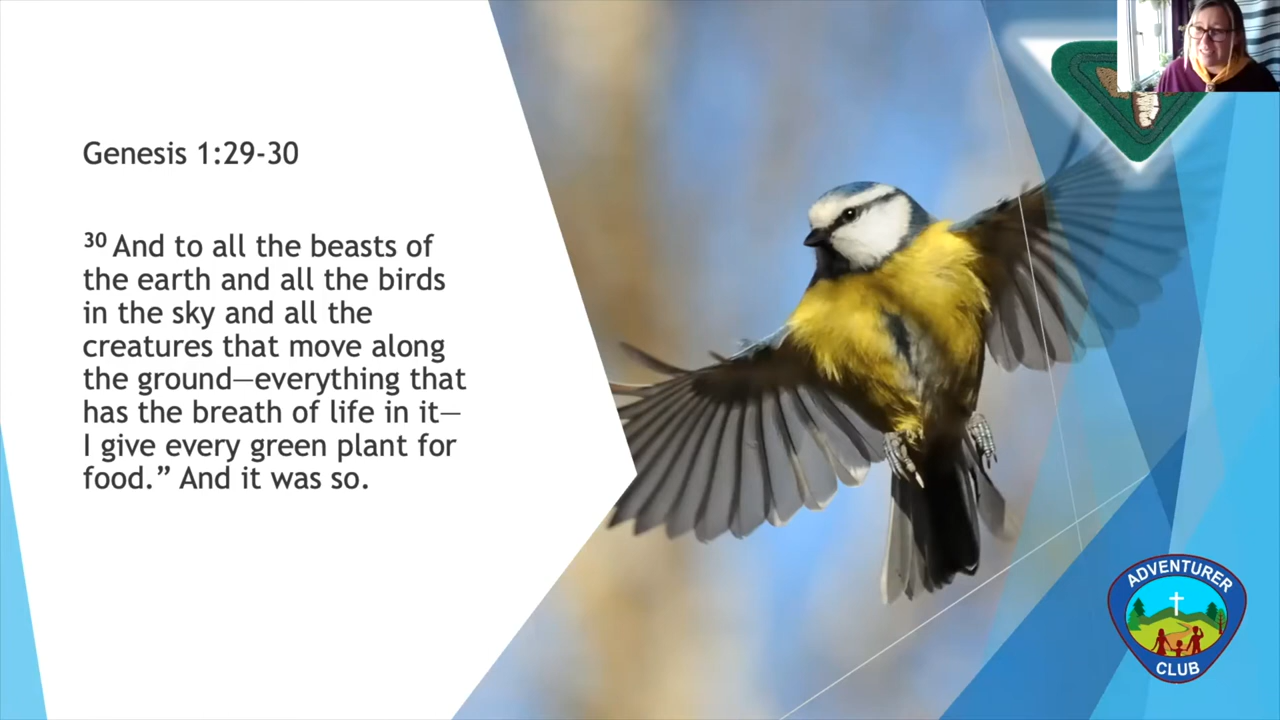 Genesis 1:29-30
30 And to all the beasts of
the earth and all the birds
in the sky and all the
creatures that move along
the ground—everything that
has the breath of life in it—
I give every green plant for
food.” And it was so.
ADVENTURER
CLUB